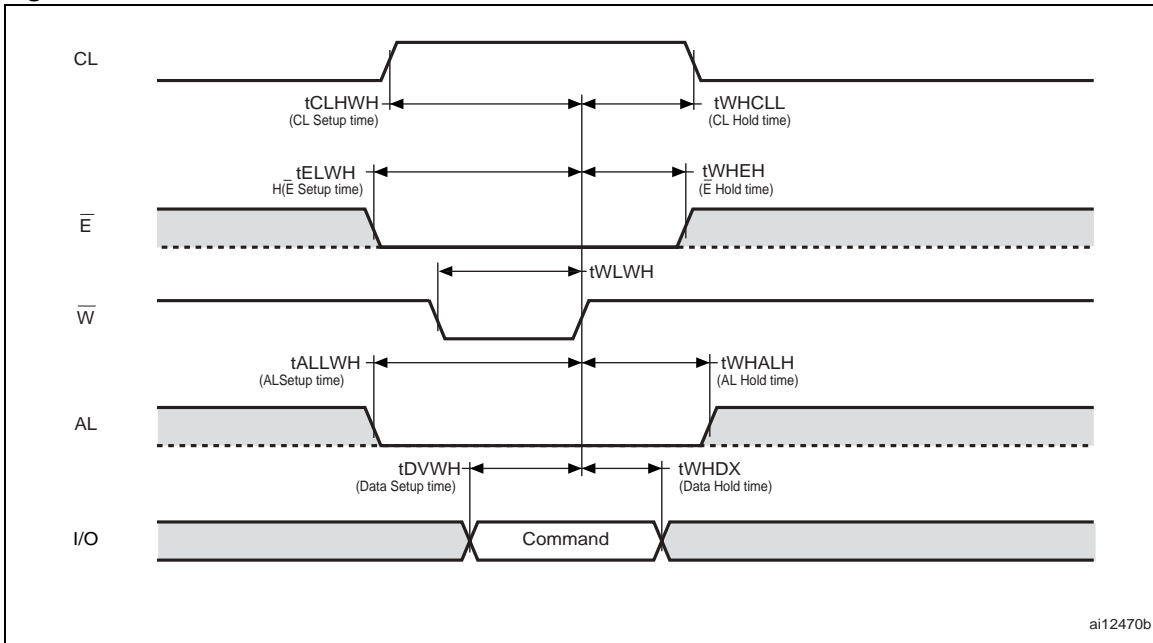 CL
tCLHWH
(CL Setup time)
tWHCLL
(CL Hold time)
tELWH
H(E̅ Setup time)
tWHEH
(E̅ Hold time)
E̅
tWLWH
W̅
tALLWH
(ALSetup time)
tWHALH
(AL Hold time)
AL
tDVWH
(Data Setup time)
tWHDX
(Data Hold time)
I/O
Command
ai12470b